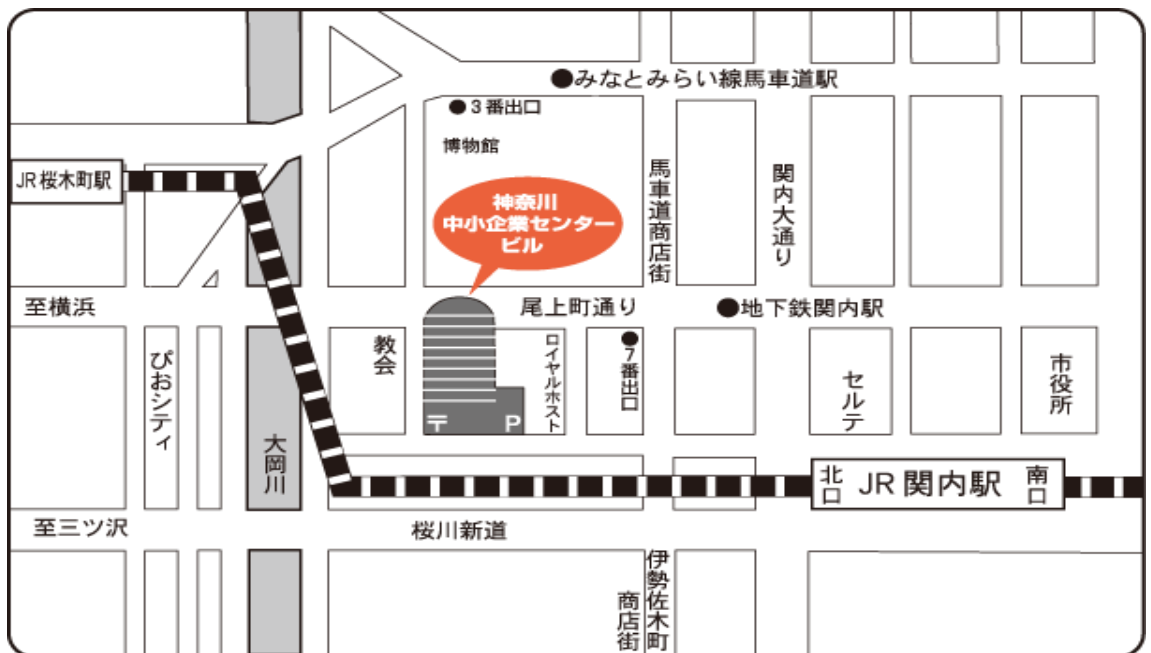 みなとみらい線馬車道駅
3番出口
博物館
JR桜木町駅
神奈川
中小企業センター
ビル
馬車道商店街
関内大通り
至横浜
尾上町通り
地下鉄関内駅
ぴおシティ
教会
ロイヤルホスト
7番出口
セルテ
市役所
〒
P
大岡川
北口
JR関内駅
南口
至三ツ沢
桜川新道
伊勢佐木町
商店街